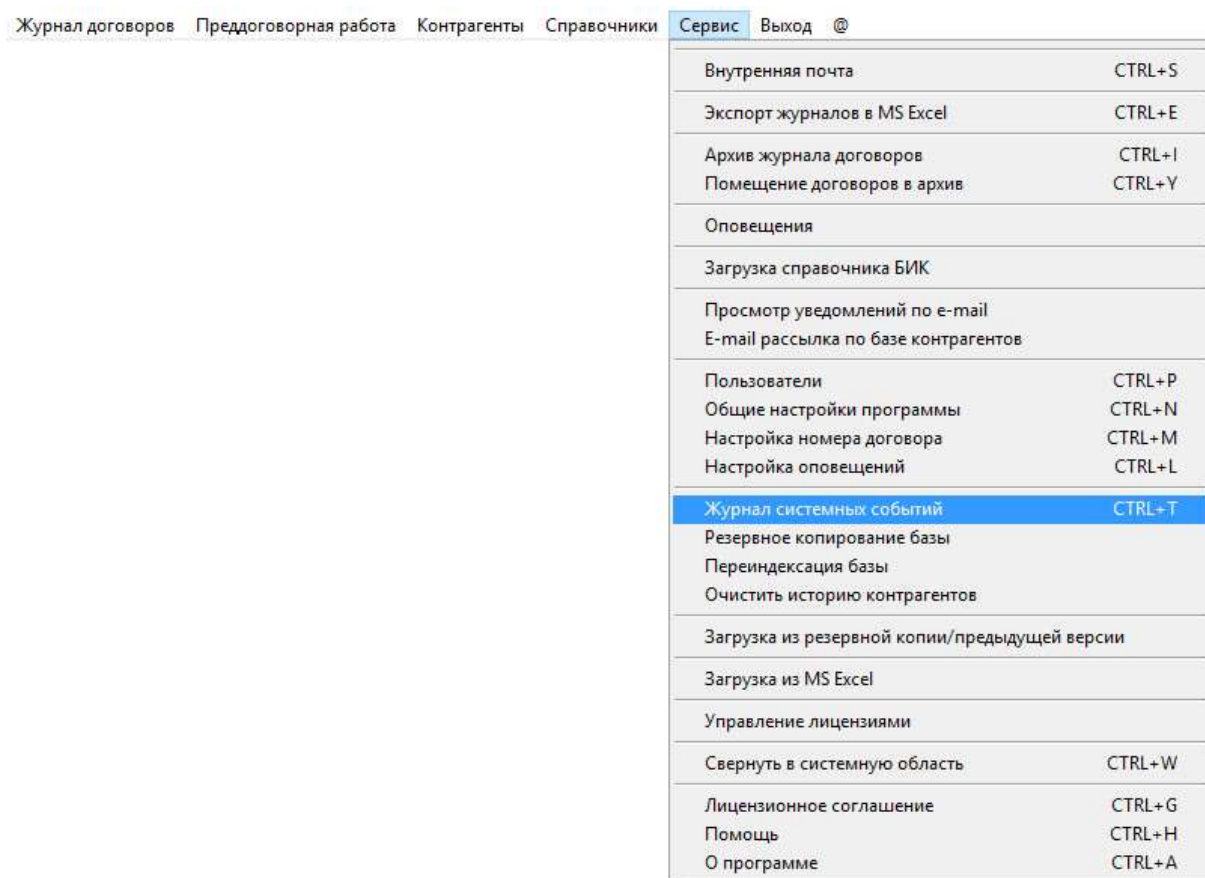 Журнал договоров Преддоговорная работа Контрагенты Справочники Сервис Выход @
Внутренняя почта CTRL+S
Экспорт журналов в MS Excel CTRL+E
Архив журнала договоров CTRL+I
Помещение договоров в архив CTRL+Y
Оповещения
Загрузка справочника БИК
Просмотр уведомлений по e-mail
E-mail рассылка по базе контрагентов
Пользователи CTRL+P
Общие настройки программы CTRL+N
Настройка номера договора CTRL+M
Настройка оповещений CTRL+L
Журнал системных событий CTRL+T
Резервное копирование базы
Переиндексация базы
Очистить историю контрагентов
Загрузка из резервной копии/предыдущей версии
Загрузка из MS Excel
Управление лицензиями
Свернуть в системную область CTRL+W
Лицензионное соглашение CTRL+G
Помощь CTRL+H
О программе CTRL+A